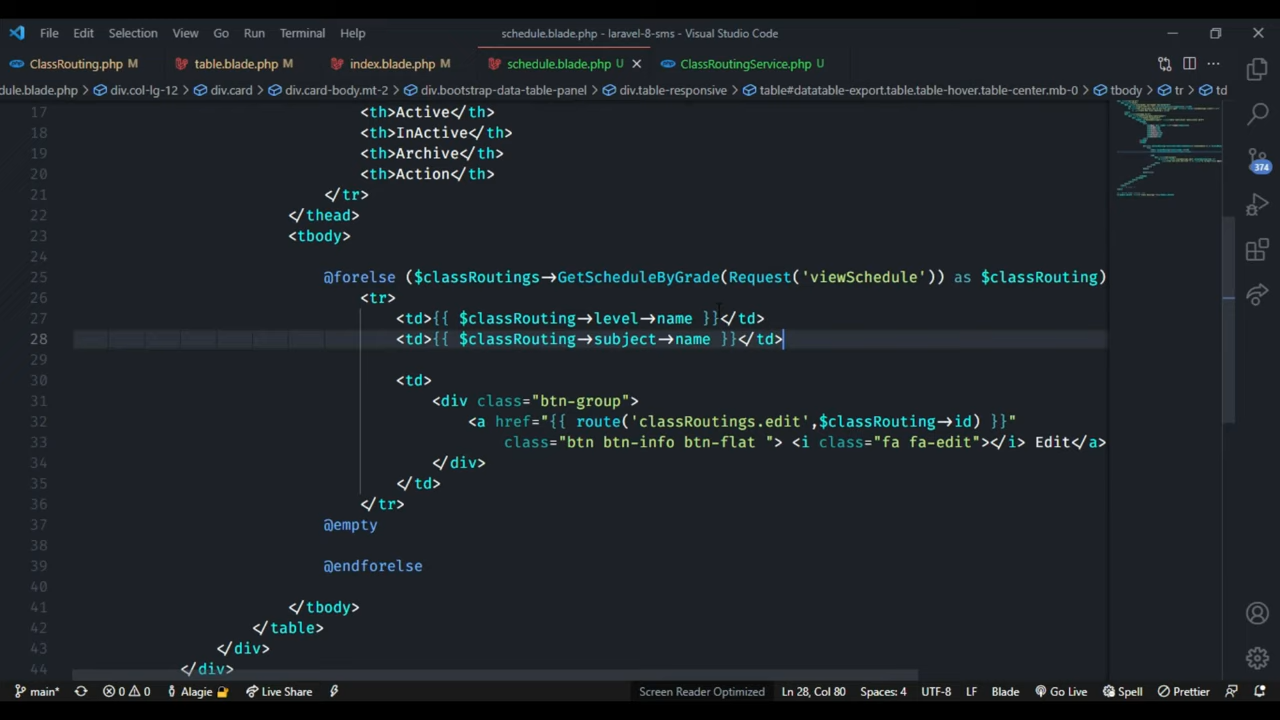 File Edit Selection View Go Run Terminal Help schedule.blade.php - laravel-8-sms - Visual Studio Code
ClassRouting.php M table.blade.php M index.blade.php M schedule.blade.php U ClassRoutingService.php U
dule.blade.php > div.col-lg-12 > div.card > div.card-body.mt-2 > div.bootstrap-data-table-panel > div.table-responsive > table#datatable-export.table.table-hover.table-center.mb-0 > tbody > tr > td
17 <th>Active</th>
18 <th>InActive</th>
19 <th>Archive</th>
20 <th>Action</th>
21 </tr>
22 </thead>
23 <tbody>
24
25 @forelse ($classRoutings->GetScheduleByGrade(Request('viewSchedule')) as $classRouting)
26 <tr>
27 <td>{{ $classRouting->level->name }}</td>
28 <td>{{ $classRouting->subject->name }}</td>
29
30 <td>
31 <div class="btn-group">
32 <a href="{{ route('classRoutings.edit',$classRouting->id) }}"
33 class="btn btn-info btn-flat "> <i class="fa fa-edit"></i> Edit</a>
34 </div>
35 </td>
36 </tr>
37 @empty
38
39 @endforelse
40
41 </tbody>
42 </table>
43 </div>
44 </div>
374
main* 0 0 Alagie Live Share Screen Reader Optimized Ln 28, Col 80 Spaces: 4 UTF-8 LF Blade Go Live Spell Prettier